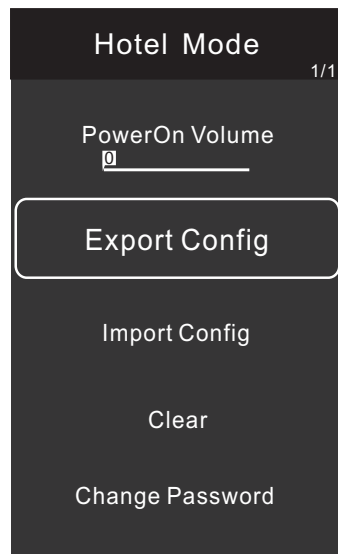 Hotel Mode
1/1
PowerOn Volume
0
Export Config
Import Config
Clear
Change Password